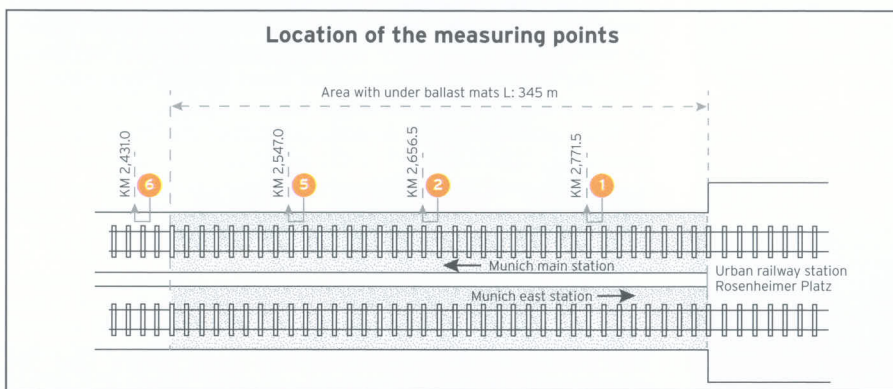 Location of the measuring points
Area with under ballast mats L: 345 m
KM 2,431.0
6
KM 2,547.0
5
KM 2,656.5
2
KM 2,771.5
1
Munich main station
Urban railway station
Rosenheimer Platz
Munich east station